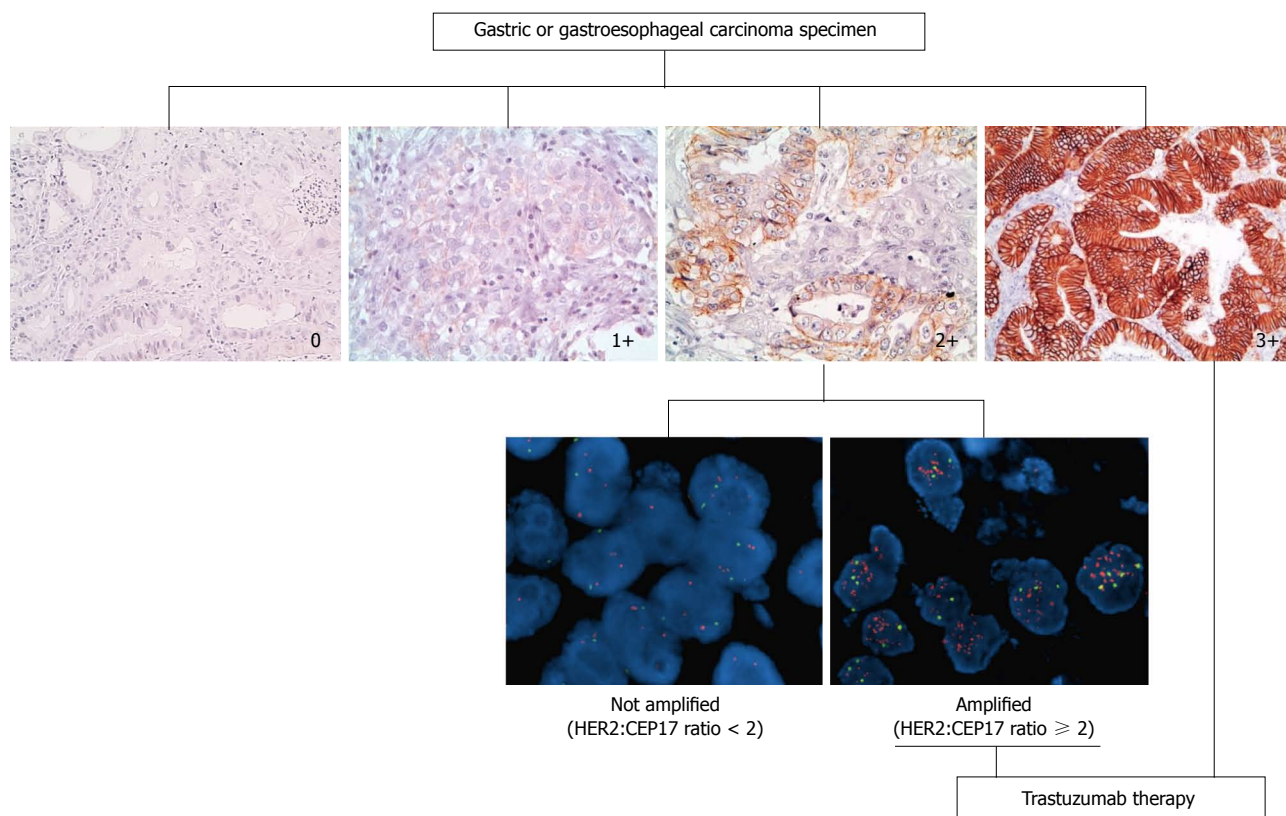 Gastric or gastroesophageal carcinoma specimen
0
1+
2+
3+
Not amplified
(HER2:CEP17 ratio < 2)
Amplified
(HER2:CEP17 ratio ≥ 2)
Trastuzumab therapy